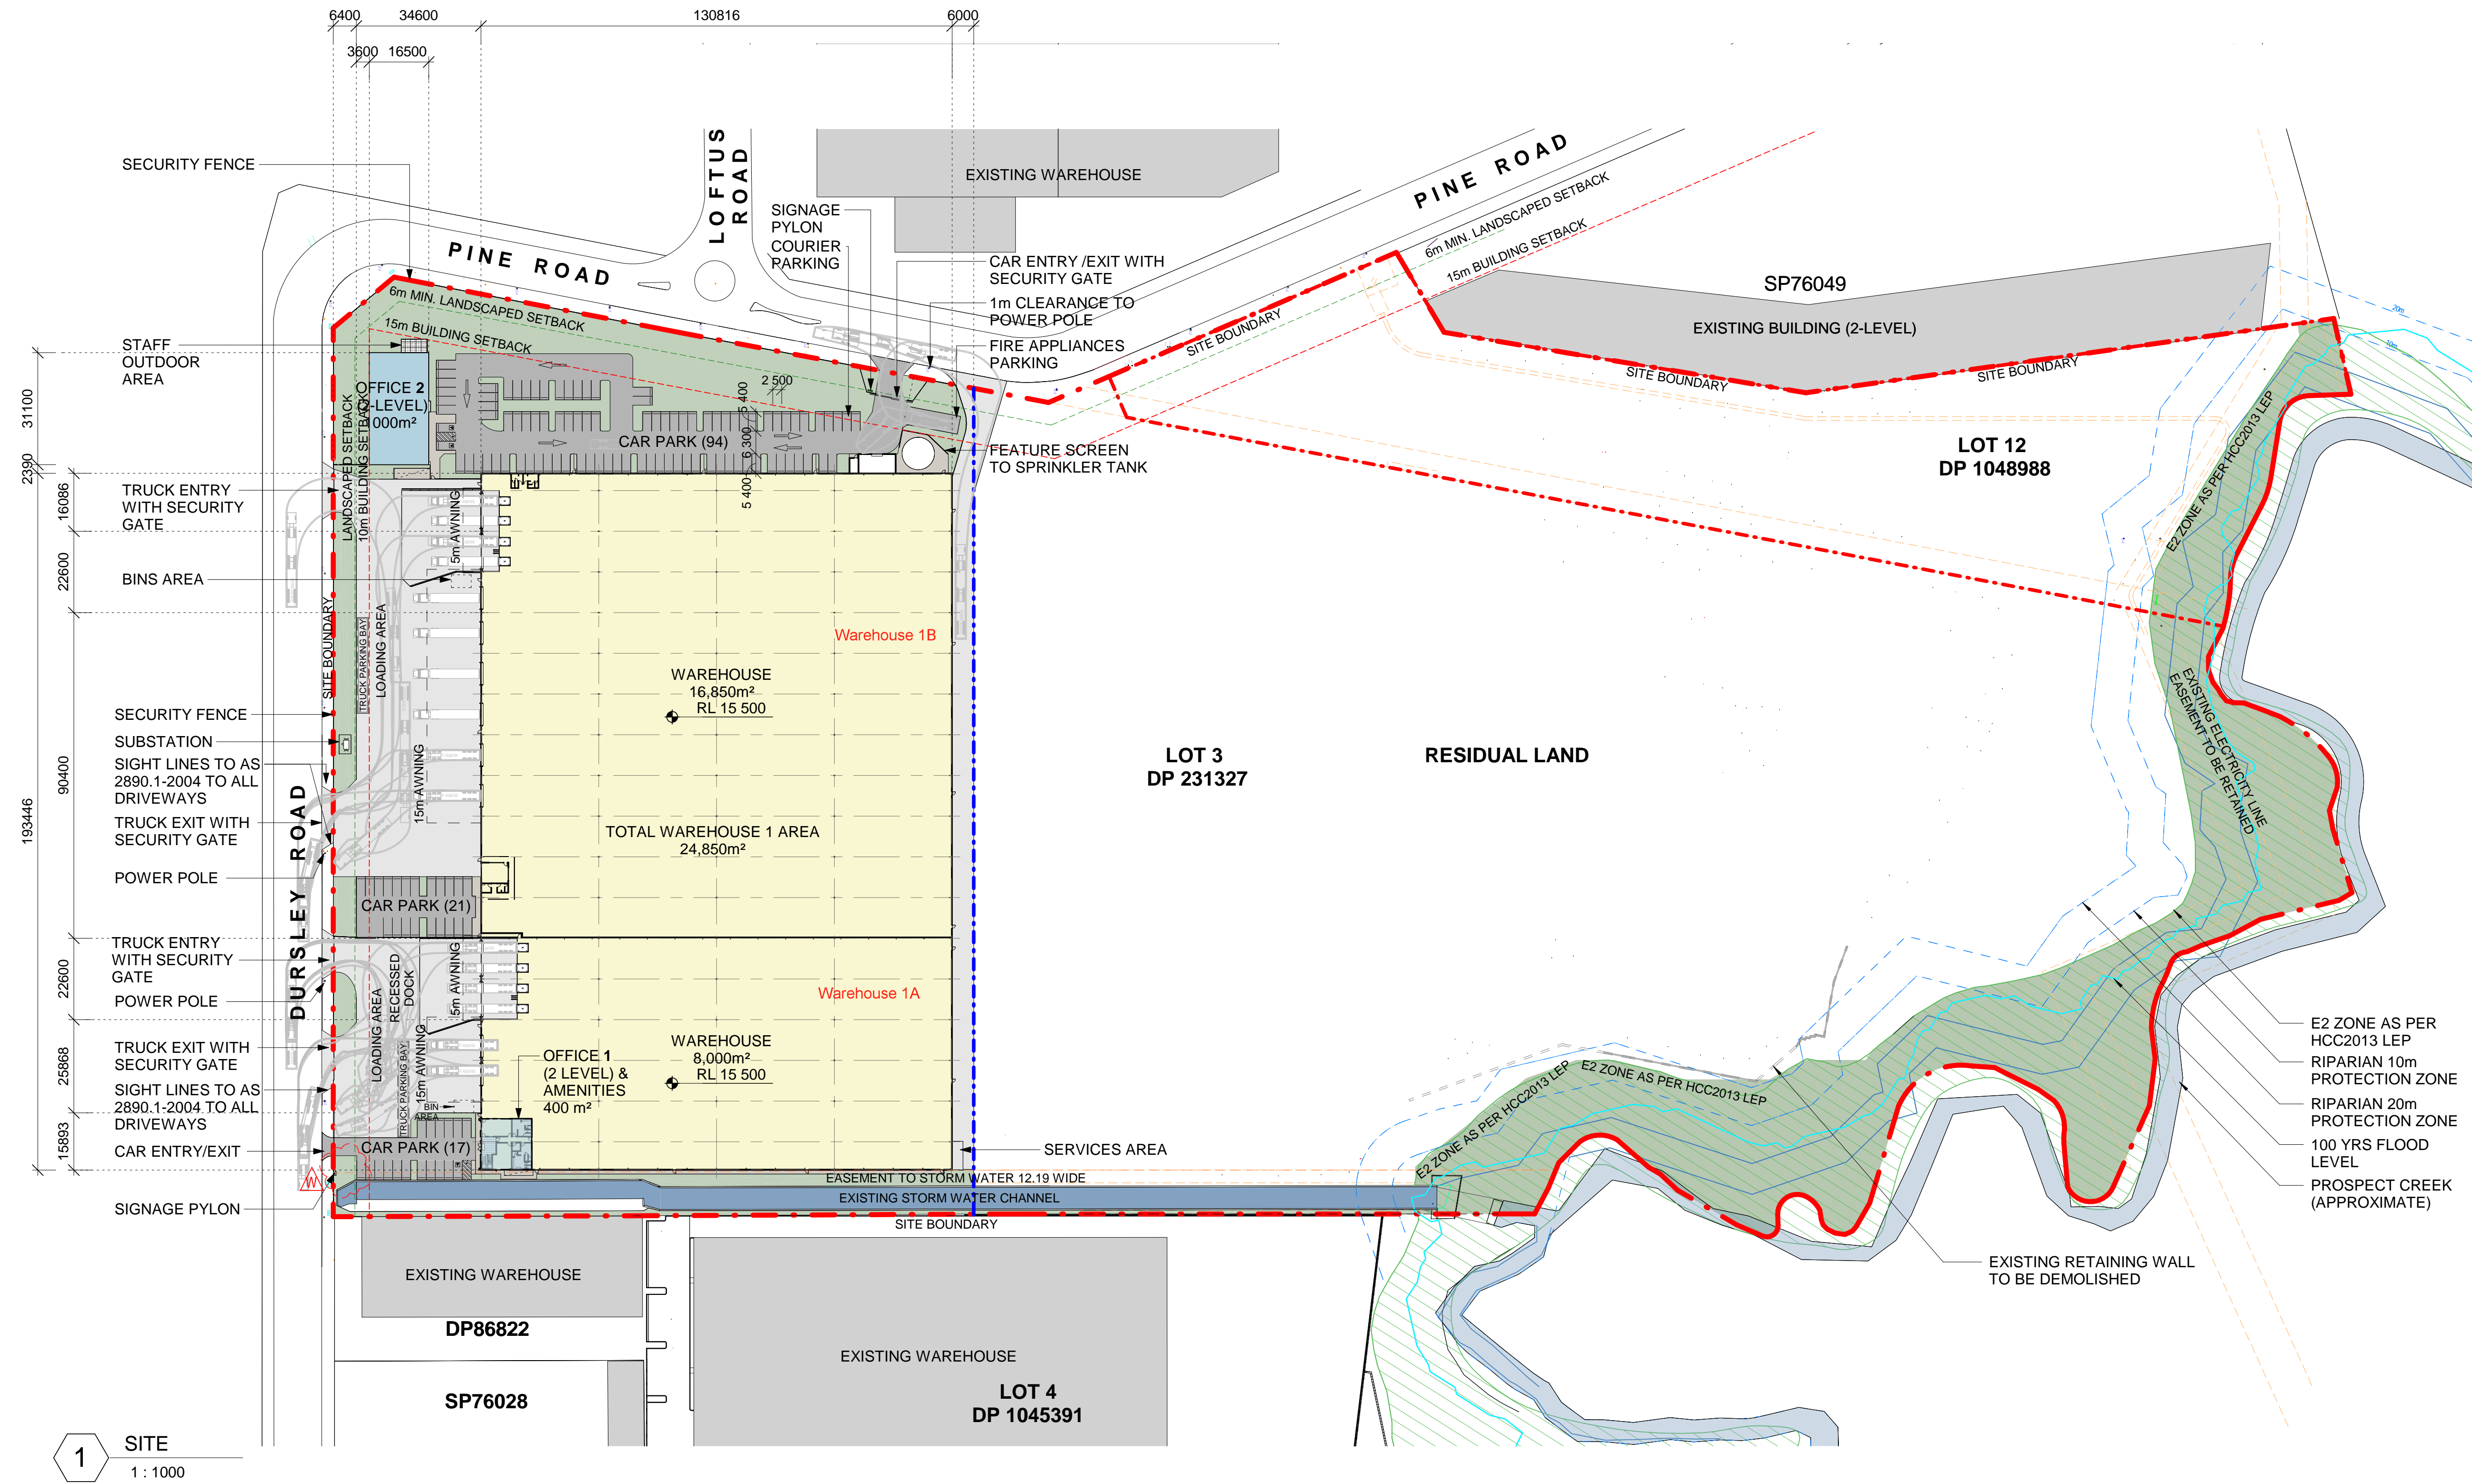 6400 34600 130816 6000
3600 16500
SECURITY FENCE
LOFTUS
ROAD
PINE ROAD
EXISTING WAREHOUSE
SIGNAGE
PYLON
COURIER
PARKING
CAR ENTRY /EXIT WITH
SECURITY GATE
1m CLEARANCE TO
POWER POLE
FIRE APPLIANCES
PARKING
FEATURE SCREEN
TO SPRINKLER TANK
PINE ROAD
6m MIN. LANDSCAPED SETBACK
15m BUILDING SETBACK
SITE BOUNDARY
SP76049
EXISTING BUILDING (2-LEVEL)
SITE BOUNDARY
SITE BOUNDARY
20m
10m
LOT 12
DP 1048988
E2 ZONE AS PER HCC2013 LEP
6m MIN. LANDSCAPED SETBACK
15m BUILDING SETBACK
STAFF
OUTDOOR
AREA
OFFICE 2
000m²
2 500
5 400
6 300
5 400
CAR PARK (94)
LANDSCAPED SETBACK
10m BUILDING SETBACK
31100
2390
16086
22600
90400
193446
22600
25868
15893
TRUCK ENTRY
WITH SECURITY
GATE
BINS AREA
5m AWNING
SITE BOUNDARY
TRUCK PARKING BAY
LOADING AREA
15m AWNING
SECURITY FENCE
SUBSTATION
SIGHT LINES TO AS
2890.1-2004 TO ALL
DRIVEWAYS
TRUCK EXIT WITH
SECURITY GATE
POWER POLE
DURSLEY ROAD
Warehouse 1B
WAREHOUSE
16,850m²
RL 15 500
TOTAL WAREHOUSE 1 AREA
24,850m²
LOT 3
DP 231327
RESIDUAL LAND
EXISTING ELECTRICITY LINE
EASEMENT TO BE RETAINED
CAR PARK (21)
TRUCK ENTRY
WITH SECURITY
GATE
POWER POLE
TRUCK EXIT WITH
SECURITY GATE
SIGHT LINES TO AS
2890.1-2004 TO ALL
DRIVEWAYS
CAR ENTRY/EXIT
SIGNAGE PYLON
5m AWNING
RECESSED
DOCK
LOADING AREA
TRUCK PARKING BAY
15m AWNING
BIN
AREA
CAR PARK (17)
W
Warehouse 1A
WAREHOUSE
8,000m²
RL 15 500
OFFICE 1
(2 LEVEL) &
AMENITIES
400 m²
SERVICES AREA
EASEMENT TO STORM WATER 12.19 WIDE
EXISTING STORM WATER CHANNEL
SITE BOUNDARY
E2 ZONE AS PER HCC2013 LEP
E2 ZONE AS PER HCC2013 LEP
E2 ZONE AS PER
HCC2013 LEP
RIPARIAN 10m
PROTECTION ZONE
RIPARIAN 20m
PROTECTION ZONE
100 YRS FLOOD
LEVEL
PROSPECT CREEK
(APPROXIMATE)
EXISTING RETAINING WALL
TO BE DEMOLISHED
EXISTING WAREHOUSE
DP86822
SP76028
EXISTING WAREHOUSE
LOT 4
DP 1045391
1
SITE
1 : 1000